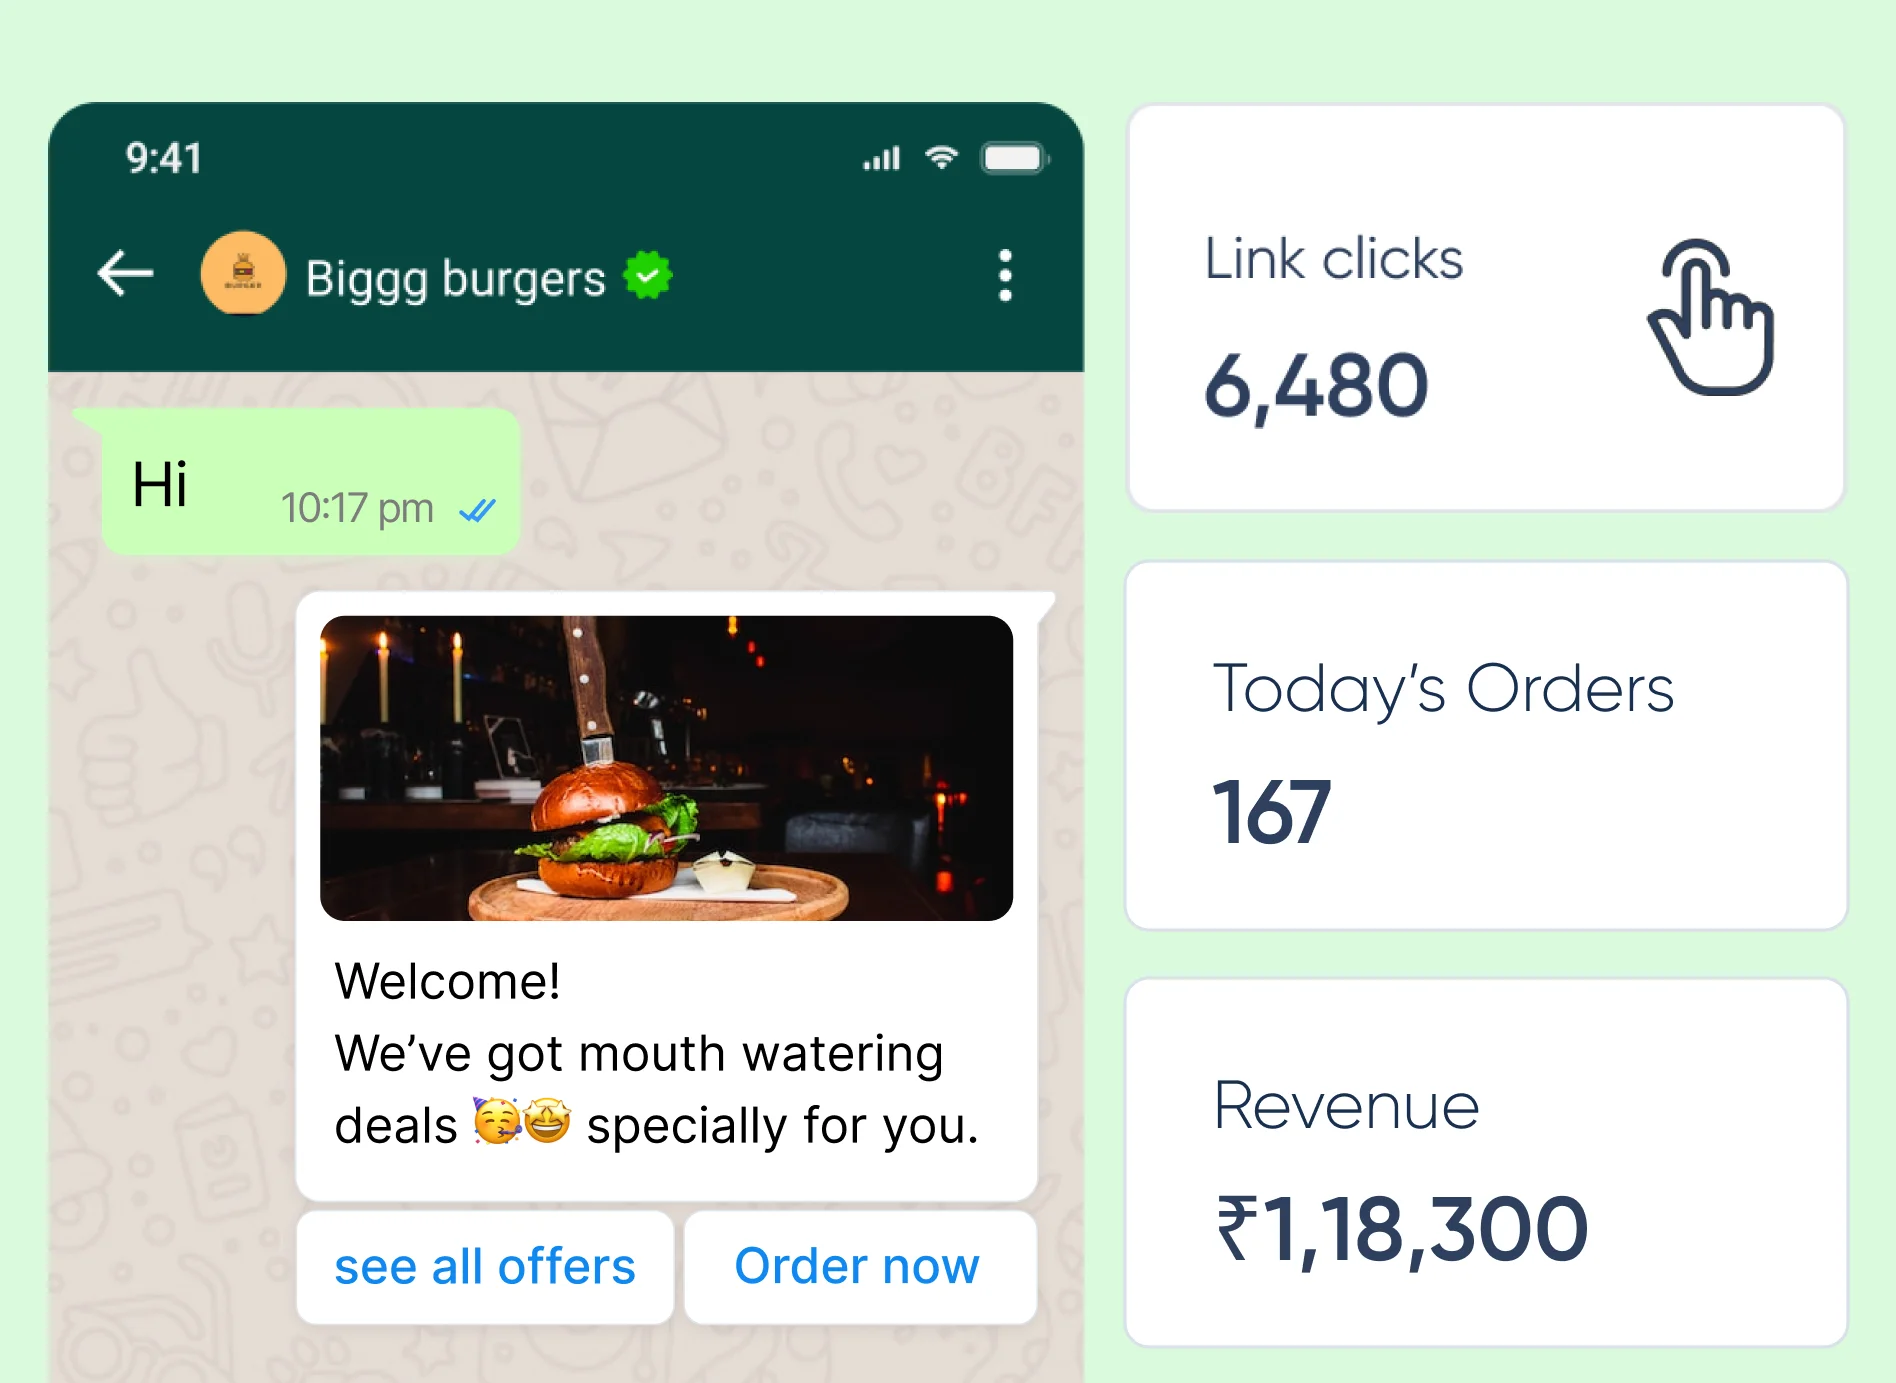 9:41
BURGER
Biggg burgers
Hi
10:17 pm
Welcome!
We’ve got mouth watering
deals 🥳🤩 specially for you.
see all offers
Order now
Link clicks
6,480
Today’s Orders
167
Revenue
₹1,18,300